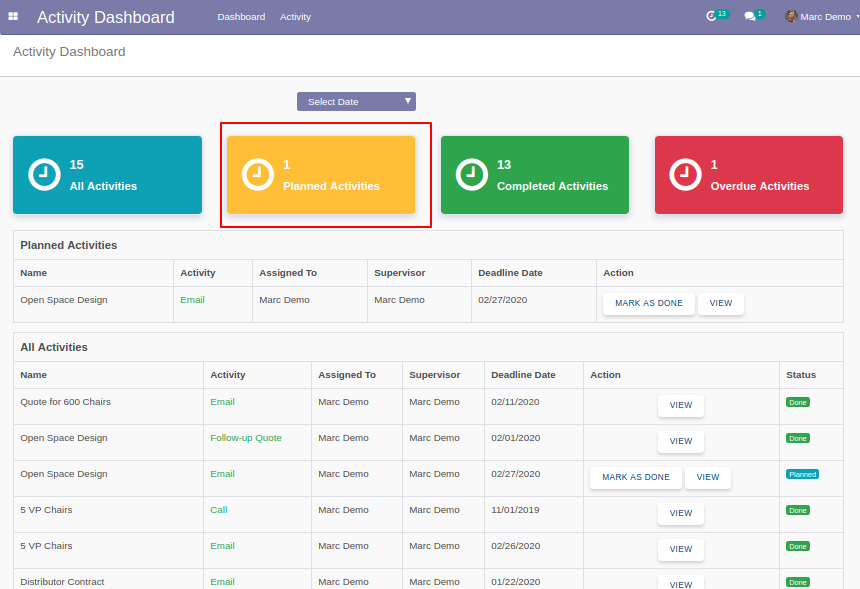 Activity Dashboard Dashboard Activity 13 1 Marc Demo
Activity Dashboard
Select Date
15
All Activities
1
Planned Activities
13
Completed Activities
1
Overdue Activities
Planned Activities
Name Activity Assigned To Supervisor Deadline Date Action
Open Space Design Email Marc Demo Marc Demo 02/27/2020 MARK AS DONE VIEW
All Activities
Name Activity Assigned To Supervisor Deadline Date Action Status
Quote for 600 Chairs Email Marc Demo Marc Demo 02/11/2020 VIEW Done
Open Space Design Follow-up Quote Marc Demo Marc Demo 02/01/2020 VIEW Done
Open Space Design Email Marc Demo Marc Demo 02/27/2020 MARK AS DONE VIEW Planned
5 VP Chairs Call Marc Demo Marc Demo 11/01/2019 VIEW Done
5 VP Chairs Email Marc Demo Marc Demo 02/26/2020 VIEW Done
Distributor Contract Email Marc Demo Marc Demo 01/22/2020 VIEW Done